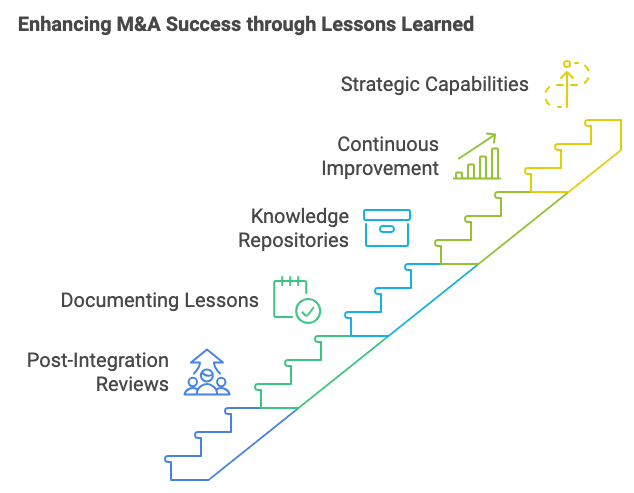 Enhancing M&A Success through Lessons Learned
Strategic Capabilities
Continuous
Improvement
Knowledge
Repositories
Documenting Lessons
Post-Integration
Reviews